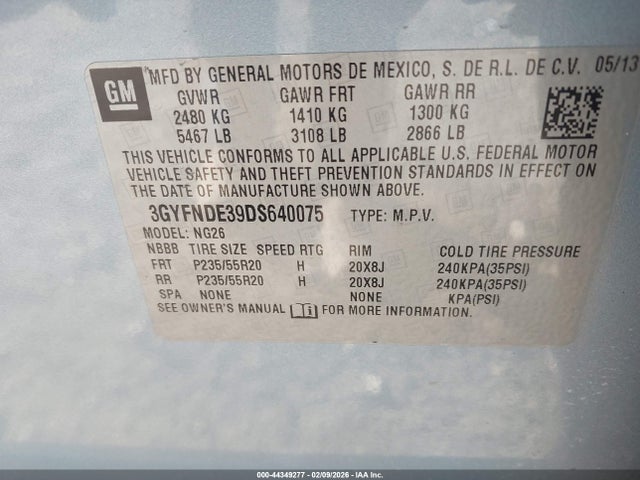 GM
MFD BY GENERAL MOTORS DE MEXICO, S. DE R.L. DE C.V. 05/13
GVWR GAWR FRT GAWR RR
2480 KG 1410 KG 1300 KG
5467 LB 3108 LB 2866 LB
THIS VEHICLE CONFORMS TO ALL APPLICABLE U.S. FEDERAL MOTOR
VEHICLE SAFETY AND THEFT PREVENTION STANDARDS IN EFFECT ON
THE DATE OF MANUFACTURE SHOWN ABOVE.
3GYFNDE39DS640075 TYPE: M.P.V.
MODEL: NG26
NBBB TIRE SIZE SPEED RTG RIM COLD TIRE PRESSURE
FRT P235/55R20 H 20X8J 240KPA(35PSI)
RR P235/55R20 H 20X8J 240KPA(35PSI)
SPA NONE NONE KPA(PSI)
SEE OWNER'S MANUAL FOR MORE INFORMATION.
000-44349277 - 02/09/2026 - IAA Inc.